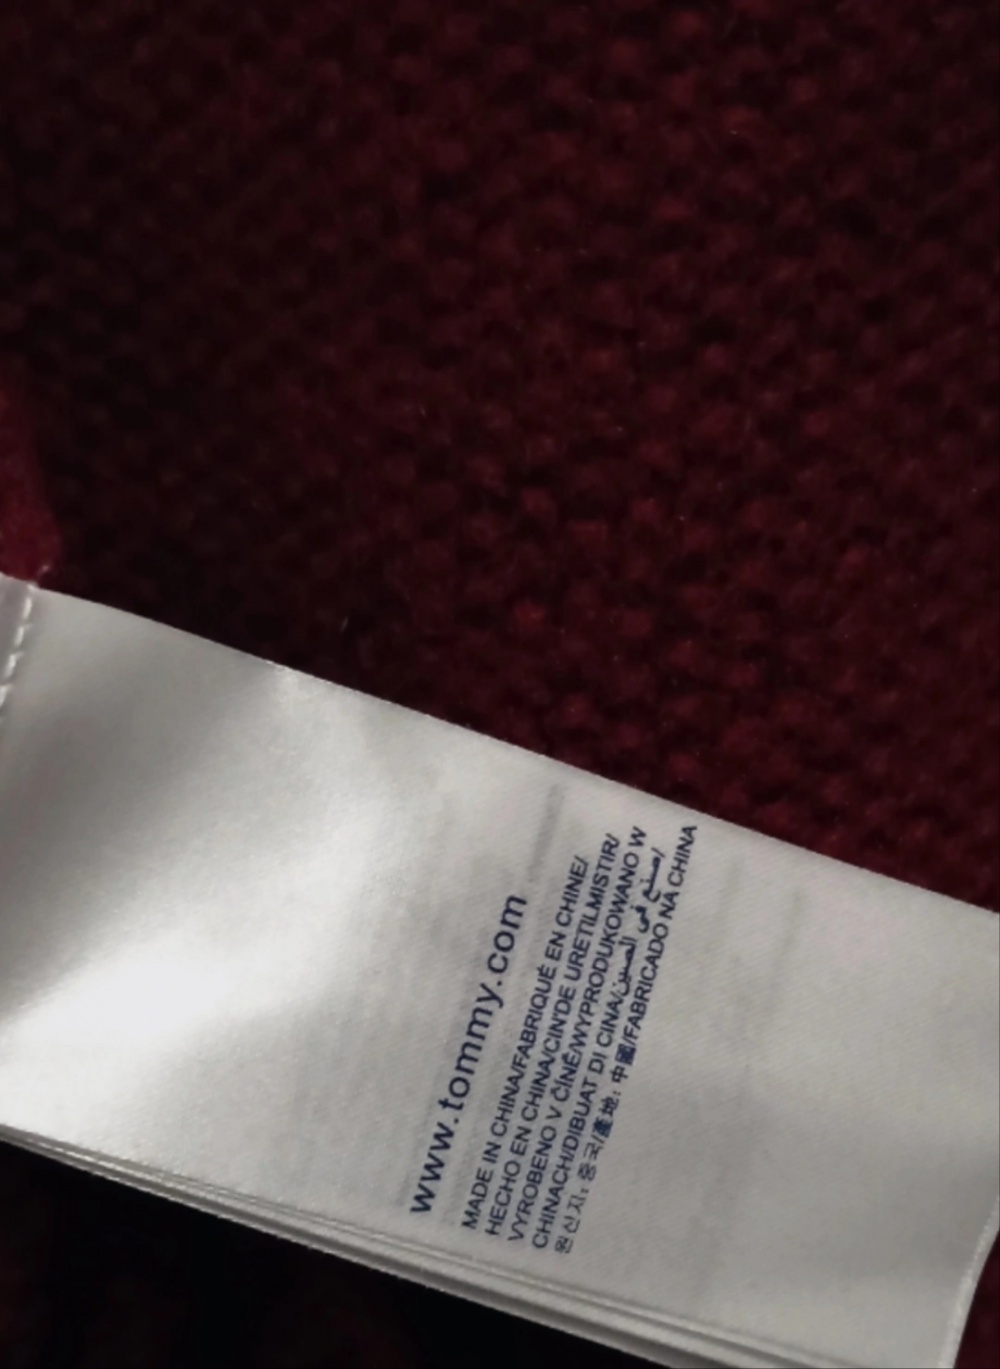 www.tommy.com
MADE IN CHINA/FABRIQUÉ EN CHINE/
HECHO EN CHINA/CIN'DE URETILMISTIR/
VYROBENO V ČÍNĚ/WYPRODUKOWANO W
CHINACH/DIBUAT DI CINA/صنع في الصين/
원산지: 중국/產地: 中國/FABRICADO NA CHINA